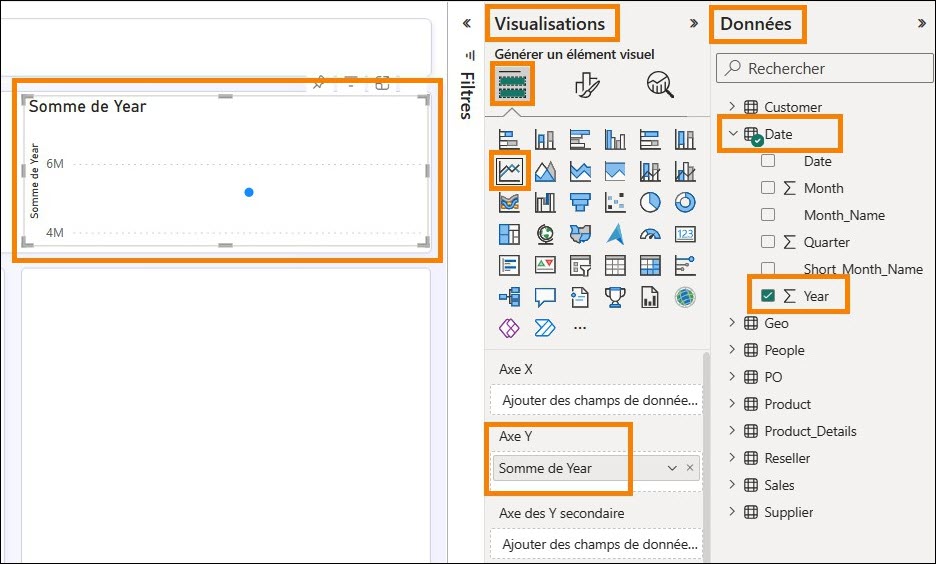 Somme de Year
Somme de Year
6M
4M
Filtres
Visualisations
Générer un élément visuel
123
Axe X
Ajouter des champs de donnée...
Axe Y
Somme de Year
Axe des Y secondaire
Ajouter des champs de donnée...
Données
Rechercher
Customer
Date
Date
Month
Month_Name
Quarter
Short_Month_Name
Year
Geo
People
PO
Product
Product_Details
Reseller
Sales
Supplier